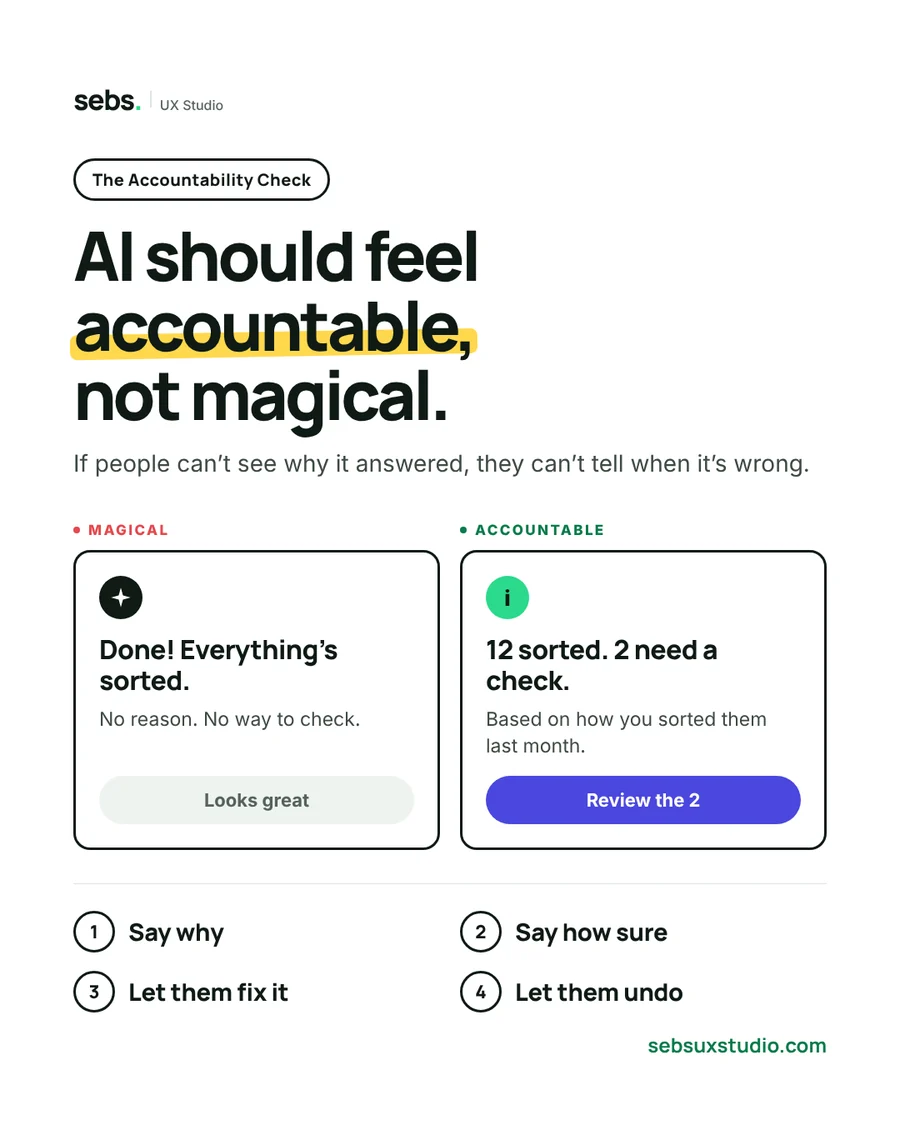 sebs. UX Studio
The Accountability Check
AI should feel
accountable,
not magical.
If people can’t see why it answered, they can’t tell when it’s wrong.
MAGICAL
Done! Everything’s
sorted.
No reason. No way to check.
Looks great
ACCOUNTABLE
i
12 sorted. 2 need a
check.
Based on how you sorted them
last month.
Review the 2
1 Say why
2 Say how sure
3 Let them fix it
4 Let them undo
sebsuxstudio.com